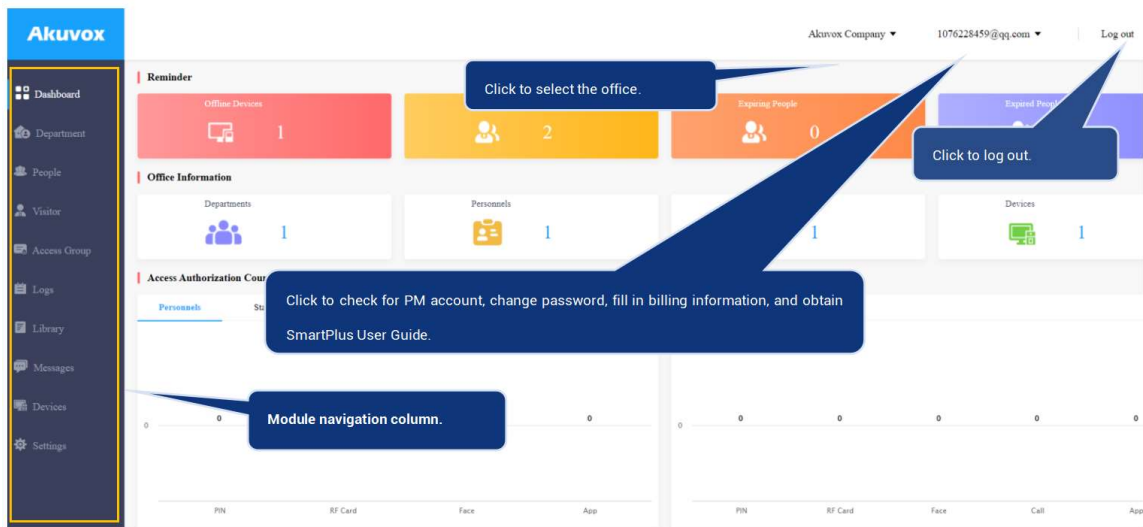 Akuvox
Akuvox Company
1076228459@qq.com
Log out
Dashboard
Department
People
Visitor
Access Group
Logs
Library
Messages
Devices
Settings
Reminder
Offline Devices
1
2
Expiring People
0
Expired People
Click to select the office.
Click to log out.
Office Information
Departments
1
Personnels
1
1
Devices
1
Access Authorization
Personnels
Click to check for PM account, change password, fill in billing information, and obtain
SmartPlus User Guide.
Module navigation column.
0 0 0
0 0 0 0 0 0
PIN RF Card Face App
PIN RF Card Face Call App